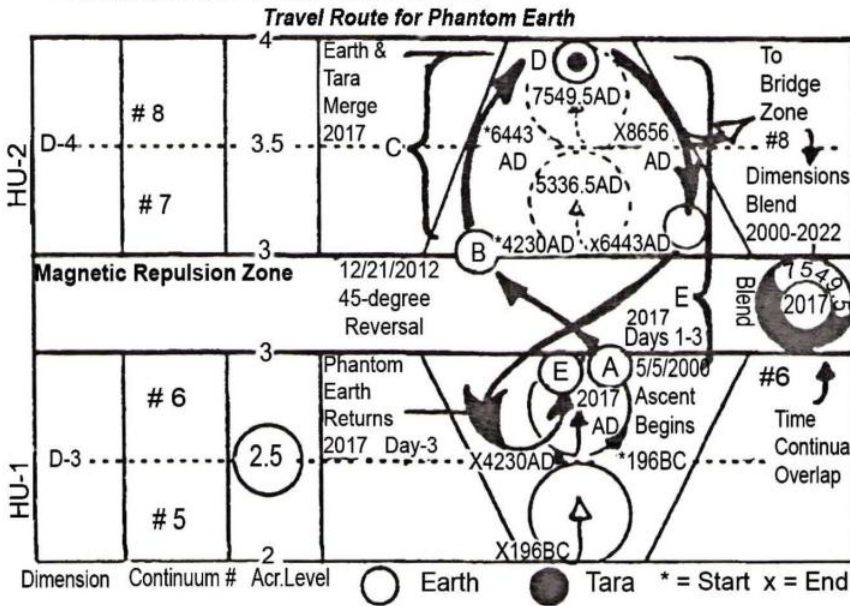 Travel Route for Phantom Earth
HU-2
D-4
# 8
# 7
4
3.5
3
Earth &
Tara
Merge
2017
C
D
7549.5AD
*6443
AD
X8656
AD
5336.5AD
*4230AD
x6443AD
B
E
To
Bridge
Zone
#8
Dimensions
Blend
2000-2022
Magnetic Repulsion Zone
12/21/2012
45-degree
Reversal
2017
Days 1-3
Blend
7549.5
2017
HU-1
D-3
# 6
# 5
3
2.5
2
Phantom
Earth
Returns
2017 Day-3
E
A
2017
AD
5/5/2000
Ascent
Begins
X4230AD
*196BC
X196BC
#6
Time
Continua
Overlap
Dimension Continuum # Acr.Level Earth Tara * = Start x = End